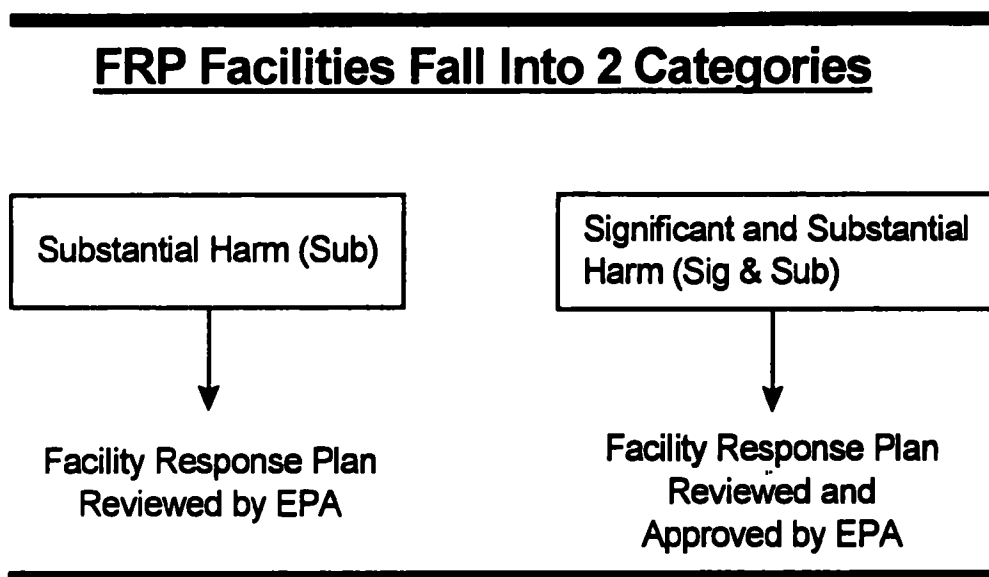 FRP Facilities Fall Into 2 Categories
Substantial Harm (Sub)
Significant and Substantial
Harm (Sig & Sub)
Facility Response Plan
Reviewed by EPA
Facility Response Plan
Reviewed and
Approved by EPA